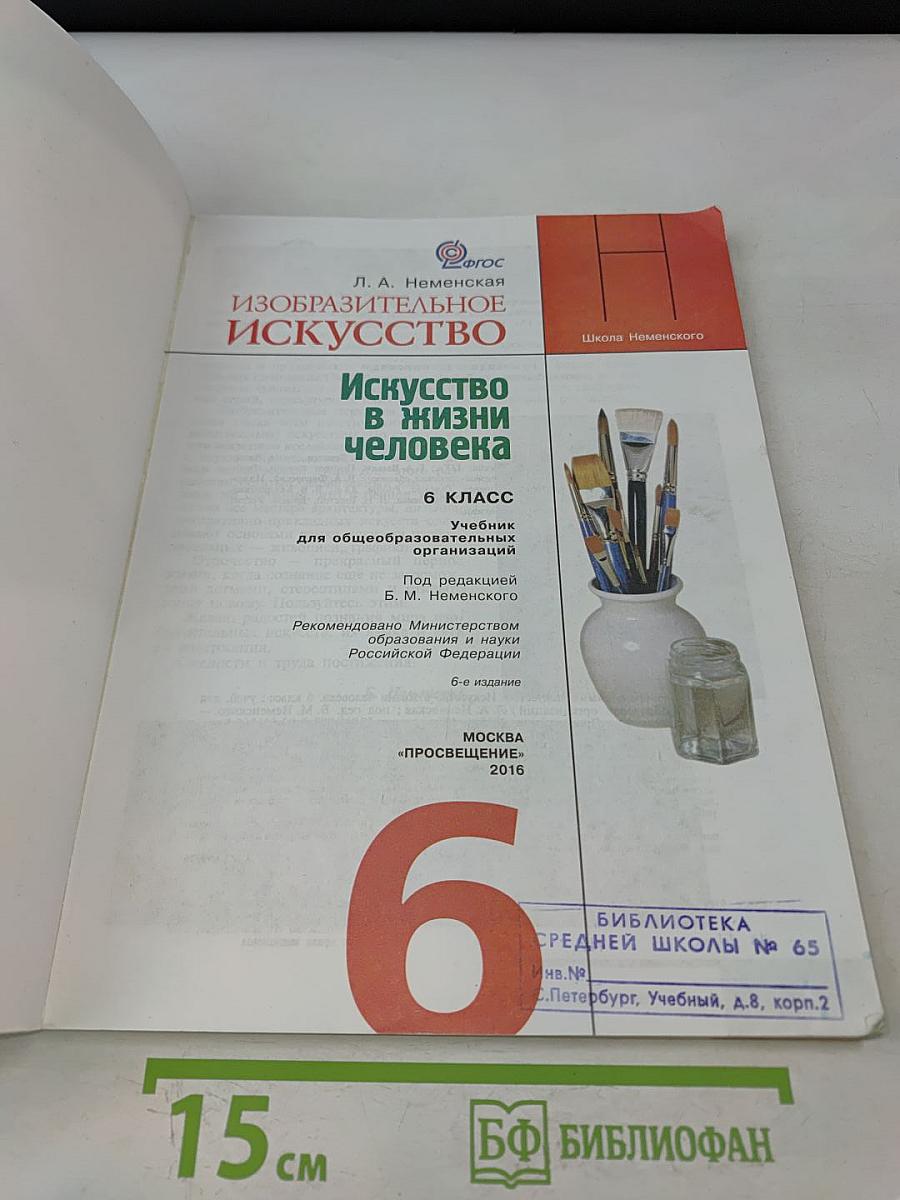 ФГОС
Л. А. Неменская
ИЗОБРАЗИТЕЛЬНОЕ
ИСКУССТВО
Школа Неменского
Искусство
в жизни
человека
6 КЛАСС
Учебник
для общеобразовательных
организаций
Под редакцией
Б. М. Неменского
Рекомендовано Министерством
образования и науки
Российской Федерации
6-е издание
МОСКВА
«ПРОСВЕЩЕНИЕ»
2016
6
БИБЛИОТЕКА
СРЕДНЕЙ ШКОЛЫ № 65
Инв.№
С.Петербург, Учебный, д.8, корп.2
15 см
БФ БИБЛИОФАН